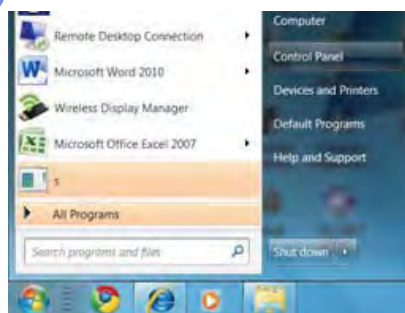 Remote Desktop Connection
Microsoft Word 2010
Wireless Display Manager
Microsoft Office Excel 2007
s
All Programs
Search programs and files
Computer
Control Panel
Devices and Printers
Default Programs
Help and Support
Shut down